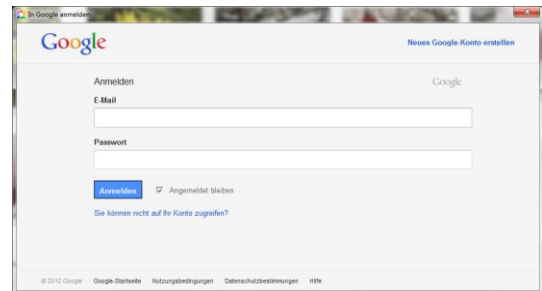 In Google anmelden
Google
Neues Google-Konto erstellen
Anmelden
Google
E-Mail
Passwort
Anmelden
Angemeldet bleiben
Sie können nicht auf Ihr Konto zugreifen?
© 2012 Google Google-Startseite Nutzungsbedingungen Datenschutzbestimmungen Hilfe